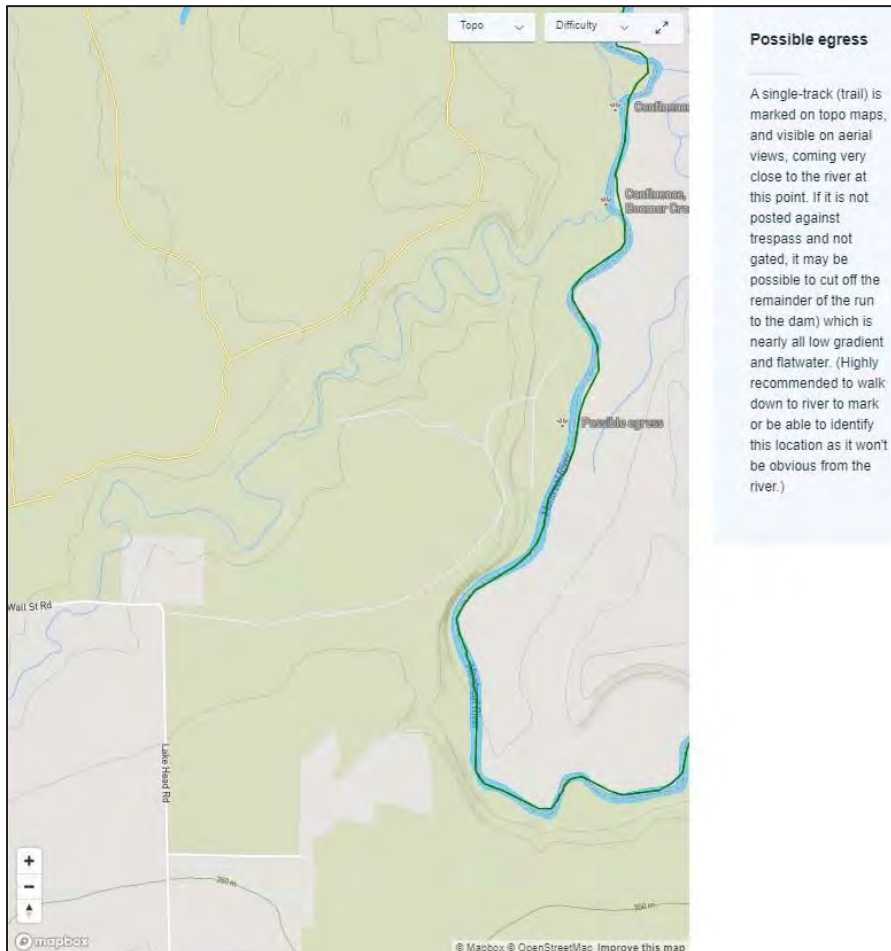 Topo
Difficulty
Possible egress
A single-track (trail) is
marked on topo maps,
and visible on aerial
views, coming very
close to the river at
this point. If it is not
posted against
trespass and not
gated, it may be
possible to cut off the
remainder of the run
to the dam) which is
nearly all low gradient
and flatwater. (Highly
recommended to walk
down to river to mark
or be able to identify
this location as it won't
be obvious from the
river.)
Confluence,
Possible egress
Wall St Rd
Lake Head Rd
350 m
© Mapbox © OpenStreetMap Improve this map
mapbox